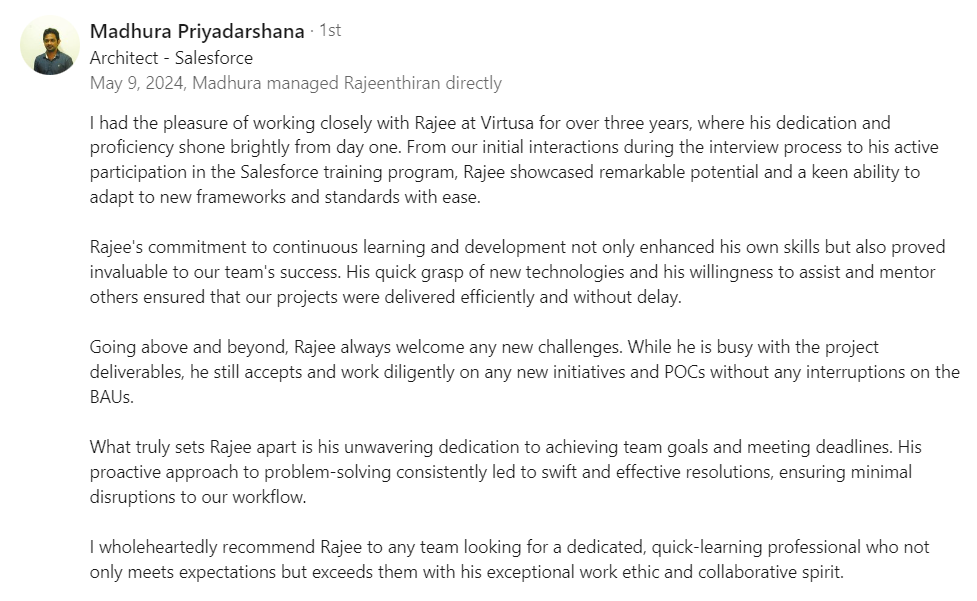 Madhura Priyadarshana · 1st
Architect - Salesforce
May 9, 2024, Madhura managed Rajeenthiran directly
I had the pleasure of working closely with Rajee at Virtusa for over three years, where his dedication and
proficiency shone brightly from day one. From our initial interactions during the interview process to his active
participation in the Salesforce training program, Rajee showcased remarkable potential and a keen ability to
adapt to new frameworks and standards with ease.
Rajee's commitment to continuous learning and development not only enhanced his own skills but also proved
invaluable to our team's success. His quick grasp of new technologies and his willingness to assist and mentor
others ensured that our projects were delivered efficiently and without delay.
Going above and beyond, Rajee always welcome any new challenges. While he is busy with the project
deliverables, he still accepts and work diligently on any new initiatives and POCs without any interruptions on the
BAUs.
What truly sets Rajee apart is his unwavering dedication to achieving team goals and meeting deadlines. His
proactive approach to problem-solving consistently led to swift and effective resolutions, ensuring minimal
disruptions to our workflow.
I wholeheartedly recommend Rajee to any team looking for a dedicated, quick-learning professional who not
only meets expectations but exceeds them with his exceptional work ethic and collaborative spirit.